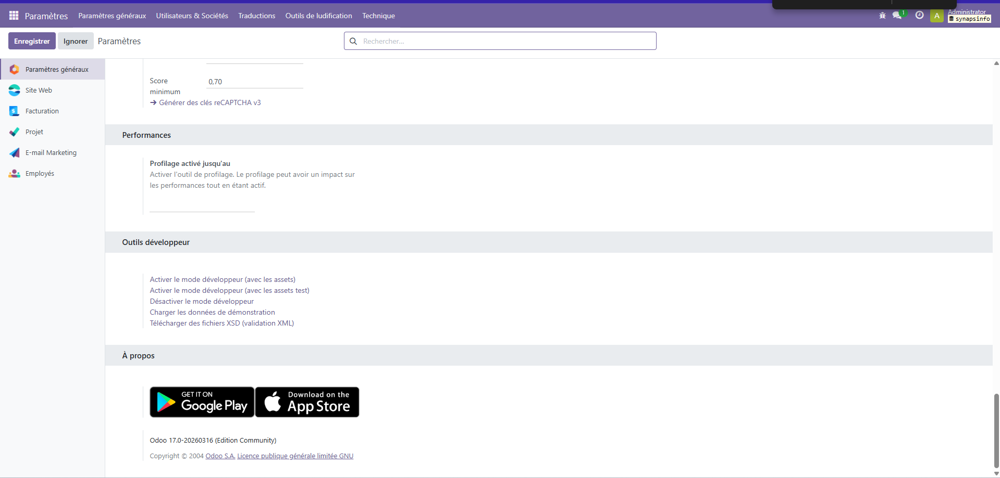 Paramètres
Paramètres généraux
Utilisateurs & Sociétés
Traductions
Outils de ludification
Technique
1
A
Administrator
synapsinfo
Enregistrer
Ignorer
Paramètres
Rechercher...
Paramètres généraux
Site Web
Facturation
Projet
E-mail Marketing
Employés
Score
minimum
0,70
Générer des clés reCAPTCHA v3
Performances
Profilage activé jusqu'au
Activer l'outil de profilage. Le profilage peut avoir un impact sur
les performances tout en étant actif.
Outils développeur
Activer le mode développeur (avec les assets)
Activer le mode développeur (avec les assets test)
Désactiver le mode développeur
Charger les données de démonstration
Télécharger des fichiers XSD (validation XML)
À propos
GET IT ON
Google Play
Download on the
App Store
Odoo 17.0-20260316 (Edition Community)
Copyright © 2004 Odoo S.A. Licence publique générale limitée GNU